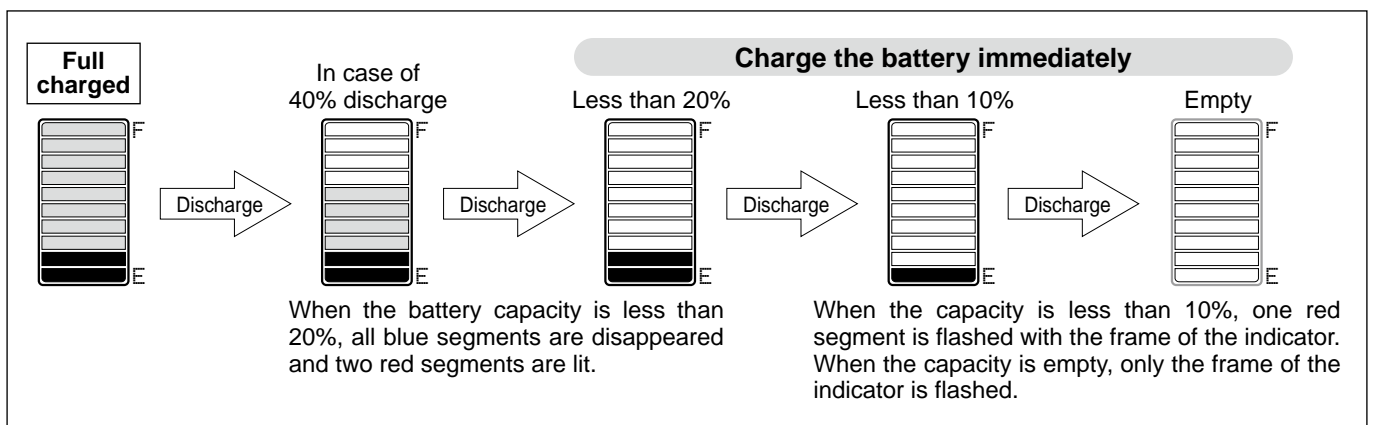 Full
charged
In case of
40% discharge
Charge the battery immediately
Less than 20%
Less than 10%
Empty
F
F
F
F
F
Discharge
Discharge
Discharge
Discharge
E
E
E
E
E
When the battery capacity is less than
20%, all blue segments are disappeared
and two red segments are lit.
When the capacity is less than 10%, one red
segment is flashed with the frame of the indicator.
When the capacity is empty, only the frame of the
indicator is flashed.